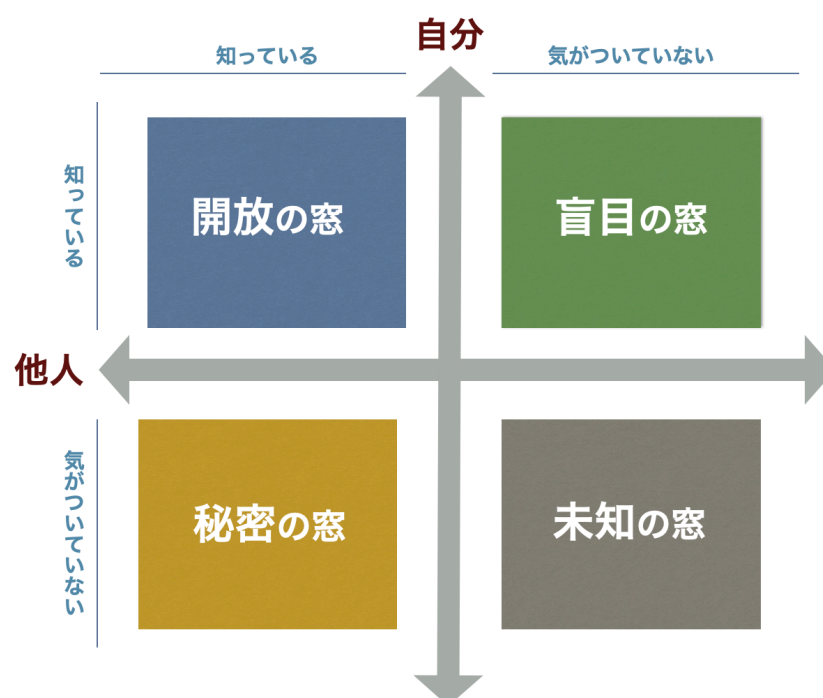 自分
知っている
気がついていない
知っている
開放の窓
盲目の窓
他人
気がついていない
秘密の窓
未知の窓